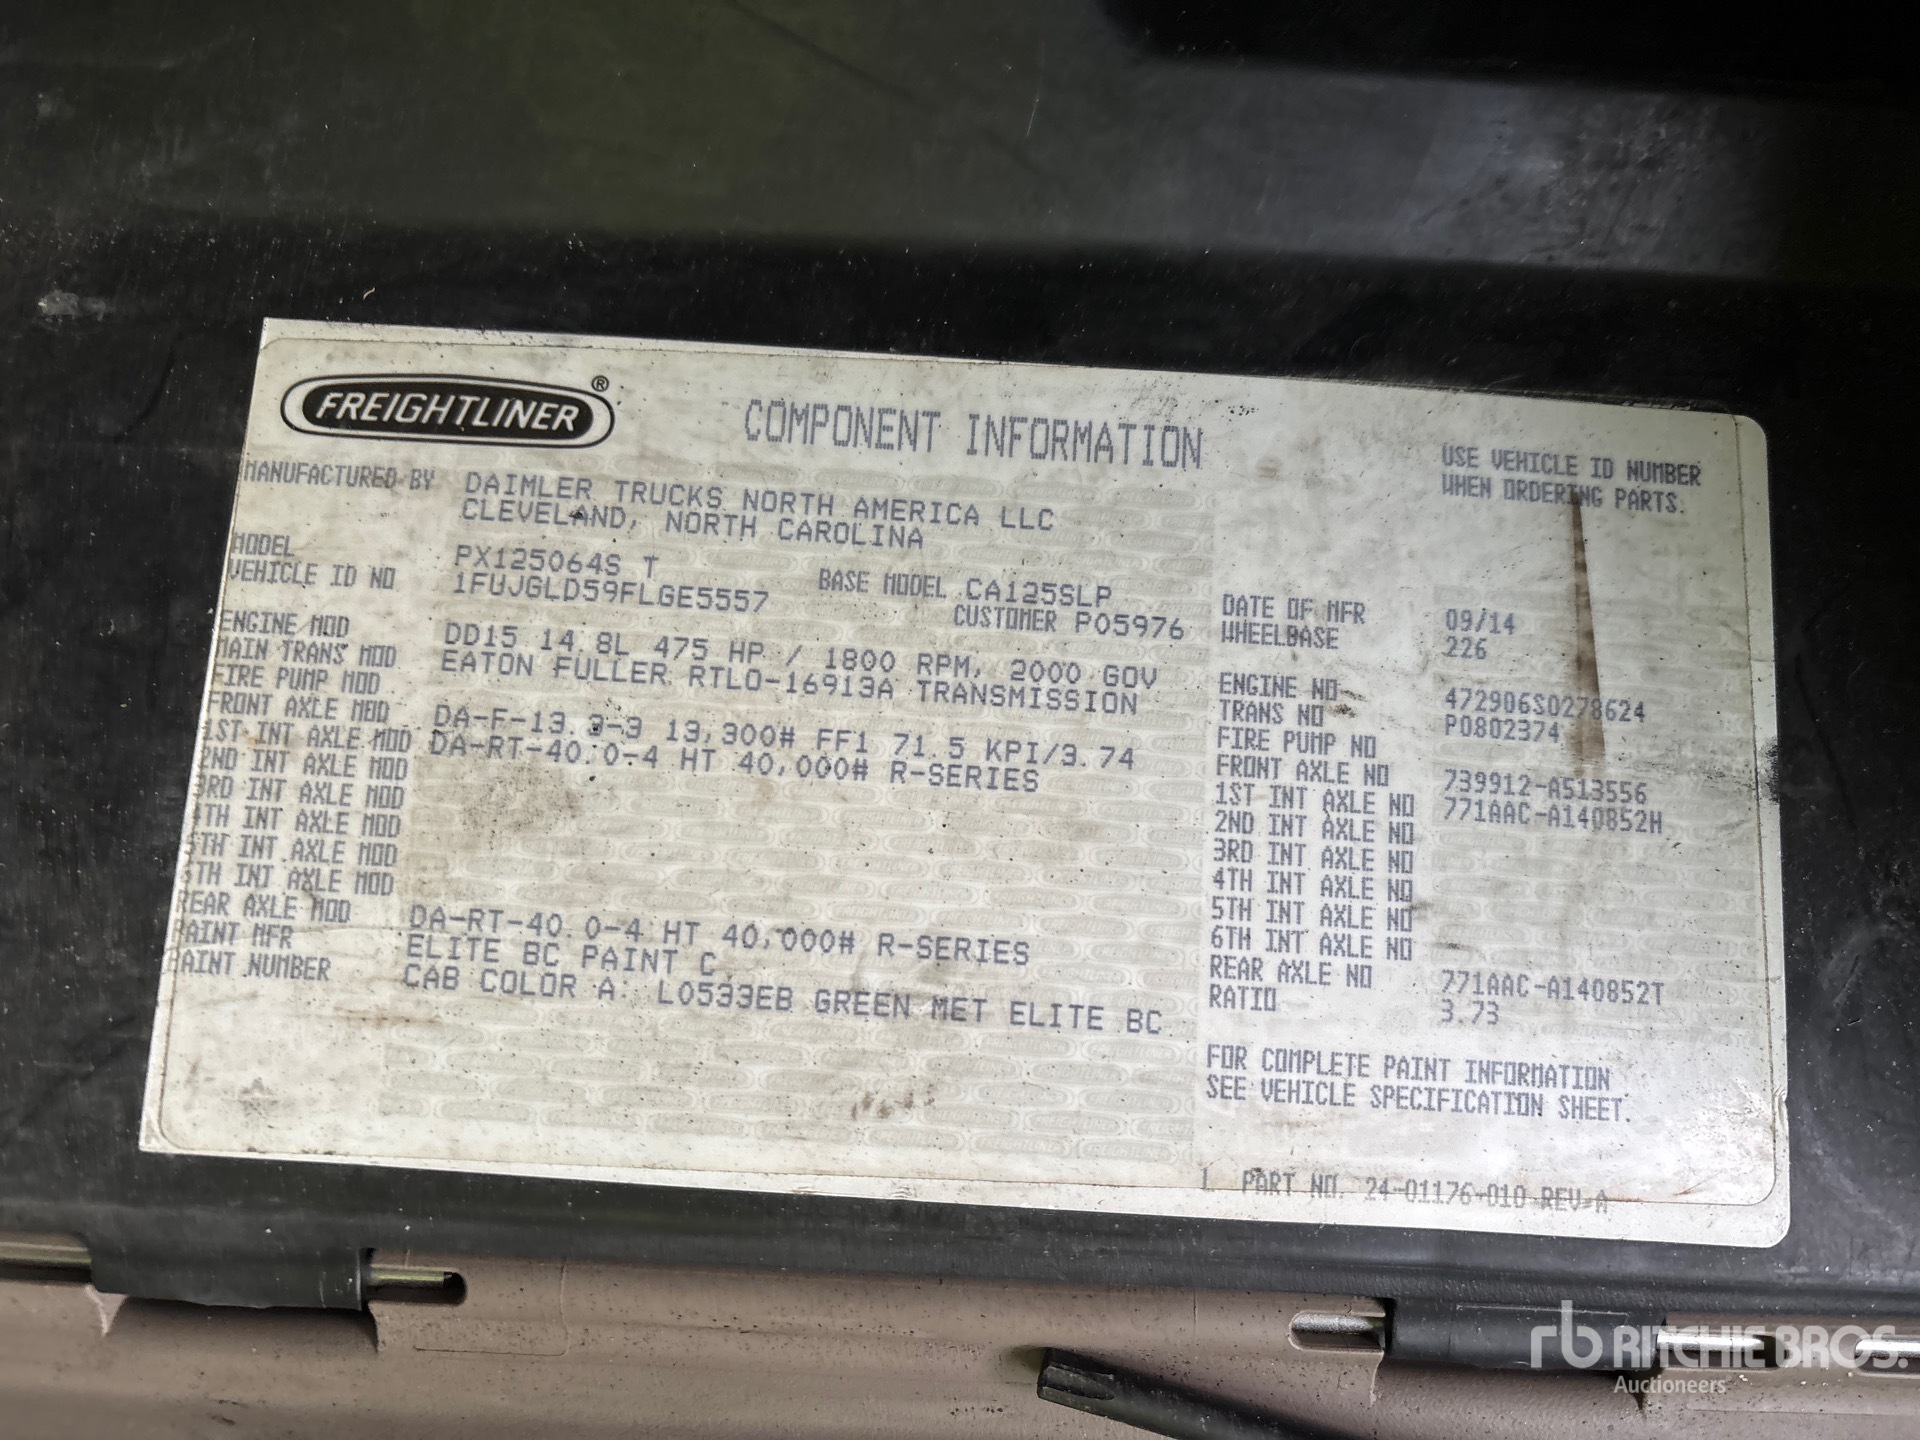 FREIGHTLINER®
COMPONENT INFORMATION
USE VEHICLE ID NUMBER
WHEN ORDERING PARTS.
MANUFACTURED BY DAIMLER TRUCKS NORTH AMERICA LLC
CLEVELAND, NORTH CAROLINA
MODEL PX125064S T BASE MODEL CA125SLP
VEHICLE ID NO 1FUJGLD59FLGE5557 CUSTOMER P05976
ENGINE MOD DD15 14.8L 475 HP / 1800 RPM, 2000 GOV
MAIN TRANS MOD EATON FULLER RTLO-16913A TRANSMISSION
FIRE PUMP MOD
FRONT AXLE MOD DA-F-13.3-3 13,300# FF1 71.5 KPI/3.74
1ST INT AXLE MOD DA-RT-40.0-4 HT 40,000# R-SERIES
2ND INT AXLE MOD
3RD INT AXLE MOD
4TH INT AXLE MOD
5TH INT AXLE MOD
6TH INT AXLE MOD
REAR AXLE MOD DA-RT-40.0-4 HT 40,000# R-SERIES
PAINT MFR ELITE BC PAINT C
PAINT NUMBER CAB COLOR A: L0533EB GREEN MET ELITE BC
DATE OF MFR 09/14
WHEELBASE 226
ENGINE NO 472906S0278624
TRANS NO P0802374
FIRE PUMP NO
FRONT AXLE NO 739912-A513556
1ST INT AXLE NO 771AAC-A140852H
2ND INT AXLE NO
3RD INT AXLE NO
4TH INT AXLE NO
5TH INT AXLE NO
6TH INT AXLE NO
REAR AXLE NO 771AAC-A140852T
RATIO 3.73
FOR COMPLETE PAINT INFORMATION
SEE VEHICLE SPECIFICATION SHEET.
PART NO. 24-01176-010 REV-A
rb RITCHIE BROS.
Auctioneers